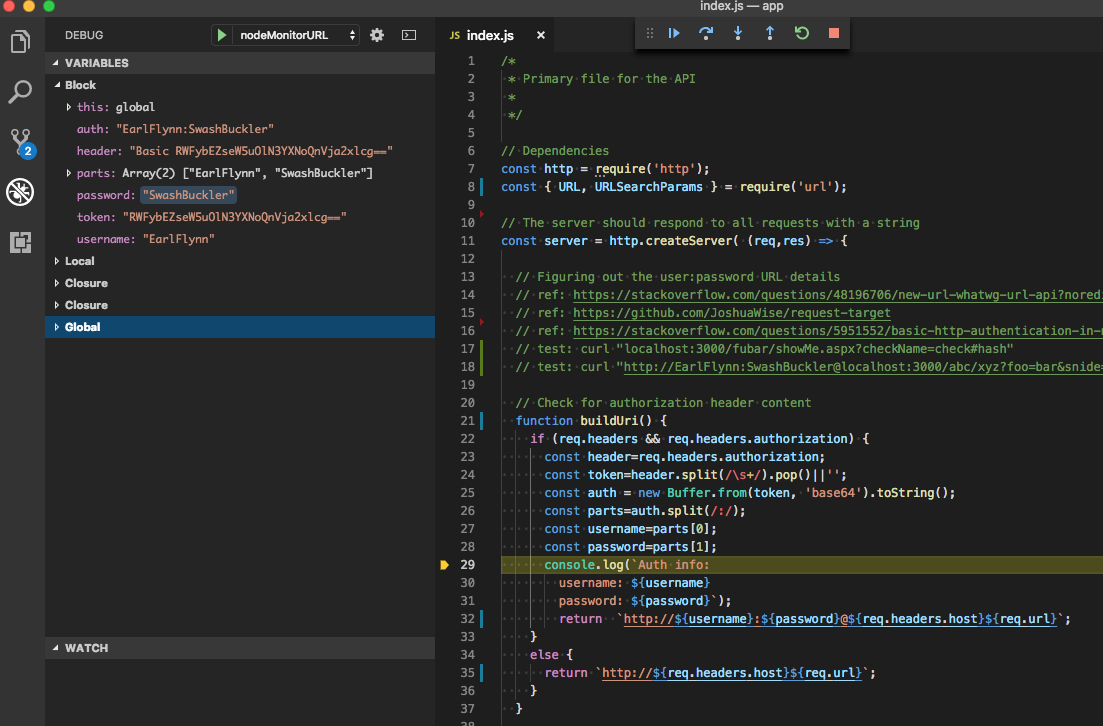 index.js — app
DEBUG
nodeMonitorURL
VARIABLES
Block
this: global
auth: "EarlFlynn:SwashBuckler"
header: "Basic RWFybEZseW5uOlN3YXNoQnVja2xlcg=="
parts: Array(2) ["EarlFlynn", "SwashBuckler"]
password: "SwashBuckler"
token: "RWFybEZseW5uOlN3YXNoQnVja2xlcg=="
username: "EarlFlynn"
Local
Closure
Closure
Global
WATCH
2
JS index.js ×
1 /*
2 * Primary file for the API
3 *
4 */
5
6 // Dependencies
7 const http = require('http');
8 const { URL, URLSearchParams } = require('url');
9
10 // The server should respond to all requests with a string
11 const server = http.createServer( (req,res) => {
12
13 // Figuring out the user:password URL details
14 // ref: https://stackoverflow.com/questions/48196706/new-url-whatwg-url-api?nored
15 // ref: https://github.com/JoshuaWise/request-target
16 // ref: https://stackoverflow.com/questions/5951552/basic-http-authentication-in-
17 // test: curl "localhost:3000/fubar/showMe.aspx?checkName=check#hash"
18 // test: curl "http://EarlFlynn:SwashBuckler@localhost:3000/abc/xyz?foo=bar&snide=
19
20 // Check for authorization header content
21 function buildUri() {
22 if (req.headers && req.headers.authorization) {
23 const header=req.headers.authorization;
24 const token=header.split(/\s+/).pop()||'';
25 const auth = new Buffer.from(token, 'base64').toString();
26 const parts=auth.split(/:/);
27 const username=parts[0];
28 const password=parts[1];
29 console.log(`Auth info:
30 username: ${username}
31 password: ${password}`);
32 return `http://${username}:${password}@${req.headers.host}${req.url}`;
33 }
34 else {
35 return `http://${req.headers.host}${req.url}`;
36 }
37 }